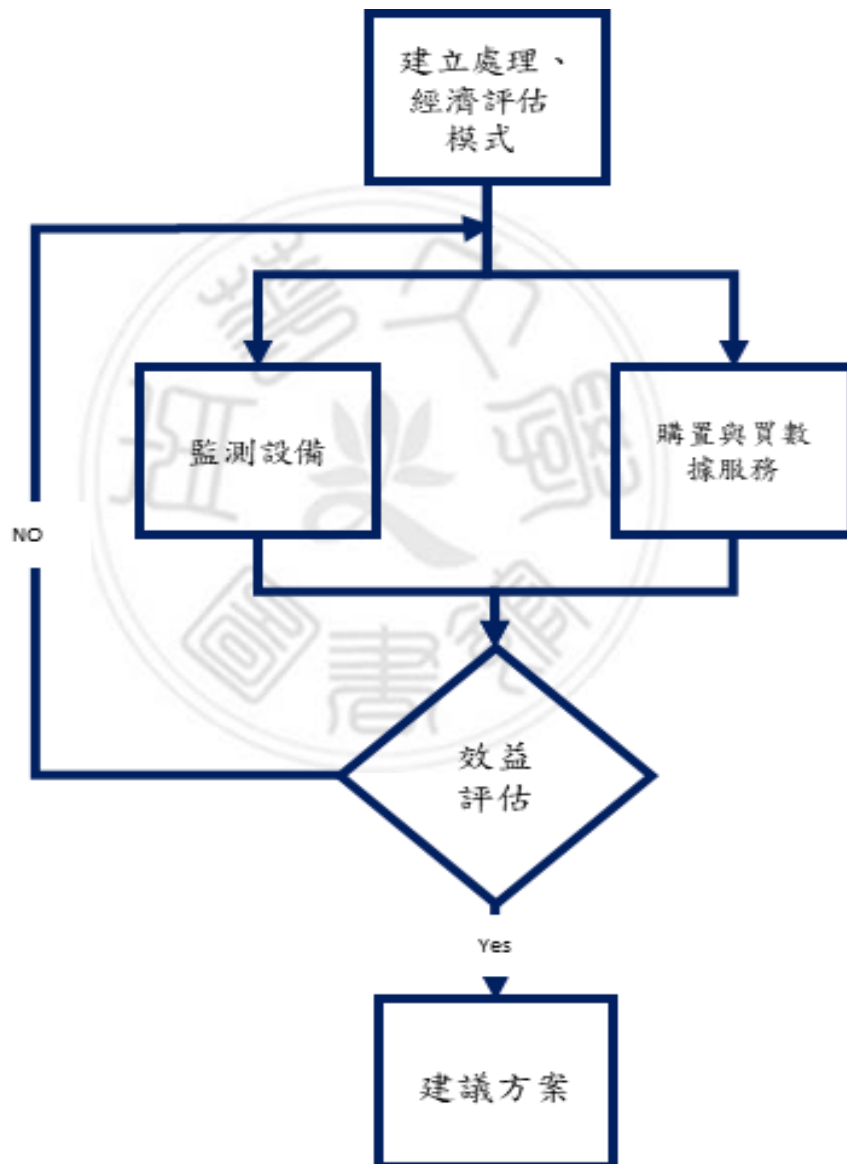 建立處理、
經濟評估
模式
監測設備
購置與買數
據服務
NO
效益
評估
Yes
建議方案